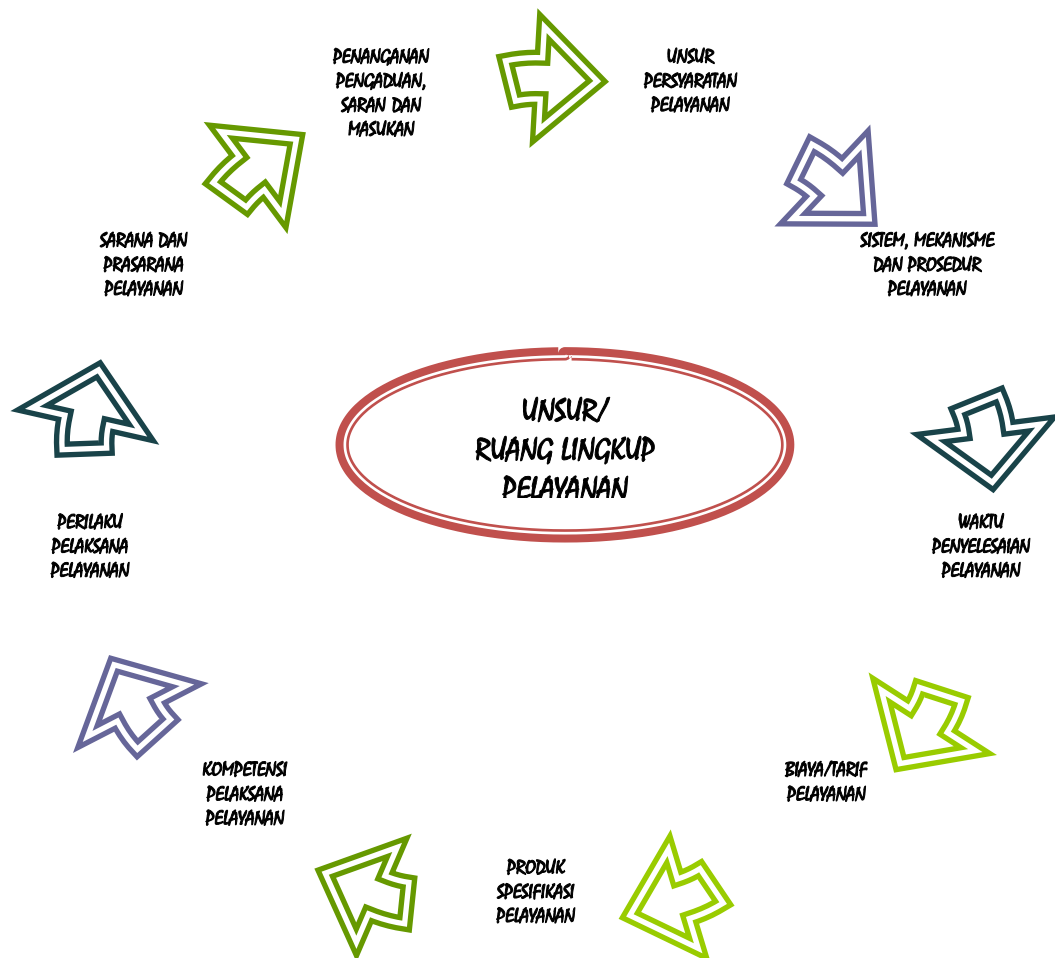 PENANGANAN
PENGADUAN,
SARAN DAN
MASUKAN
UNSUR
PERSYARATAN
PELAYANAN
SISTEM, MEKANISME
DAN PROSEDUR
PELAYANAN
WAKTU
PENYELESAIAN
PELAYANAN
BIAYA/TARIF
PELAYANAN
PRODUK
SPESIFIKASI
PELAYANAN
KOMPETENSI
PELAKSANA
PELAYANAN
PERILAKU
PELAKSANA
PELAYANAN
SARANA DAN
PRASARANA
PELAYANAN
UNSUR/
RUANG LINGKUP
PELAYANAN